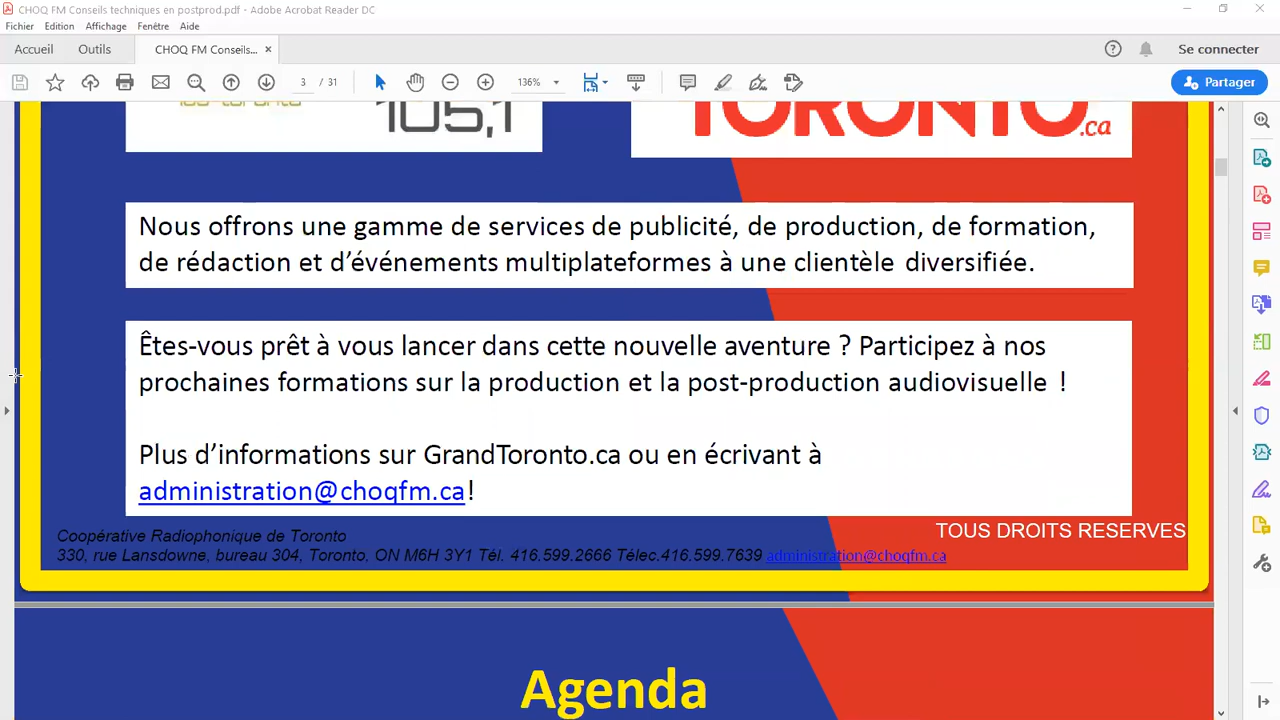 CHOQ FM Conseils techniques en postprod.pdf - Adobe Acrobat Reader DC
Fichier Edition Affichage Fenêtre Aide
Accueil Outils CHOQ FM Conseils... × Se connecter
3 / 31 136% Partager
105,1 TORONTO.ca
Nous offrons une gamme de services de publicité, de production, de formation,
de rédaction et d’événements multiplateformes à une clientèle diversifiée.
Êtes-vous prêt à vous lancer dans cette nouvelle aventure ? Participez à nos
prochaines formations sur la production et la post-production audiovisuelle !
Plus d’informations sur GrandToronto.ca ou en écrivant à
administration@choqfm.ca!
Coopérative Radiophonique de Toronto
TOUS DROITS RESERVES
330, rue Lansdowne, bureau 304, Toronto, ON M6H 3Y1 Tél. 416.599.2666 Télec.416.599.7639 administration@choqfm.ca
Agenda